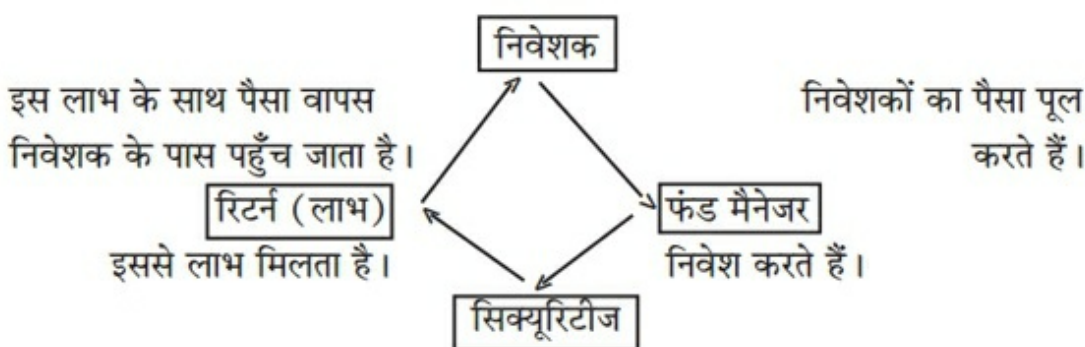 निवेशक
इस लाभ के साथ पैसा वापस
निवेशक के पास पहुँच जाता है।
निवेशकों का पैसा पूल
करते हैं।
रिटर्न (लाभ)
फंड मैनेजर
इससे लाभ मिलता है।
निवेश करते हैं।
सिक्यूरिटीज